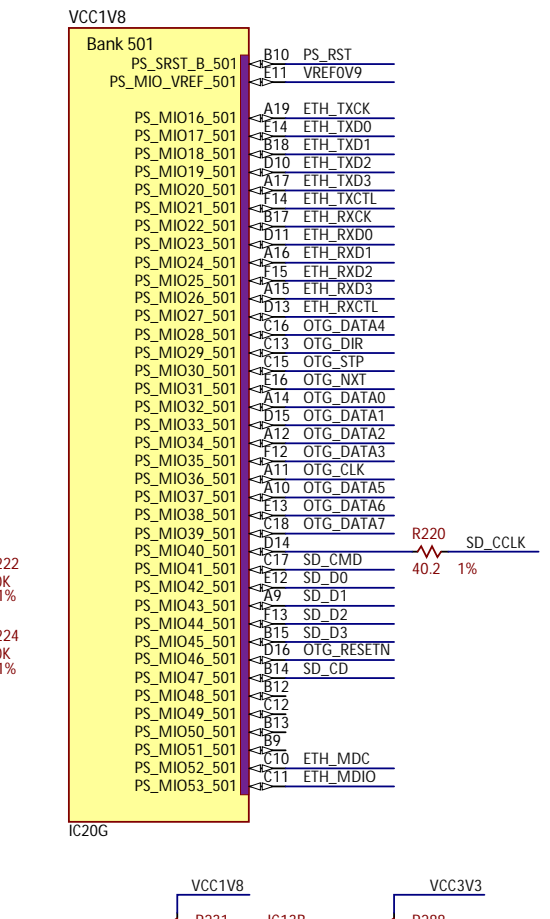 VCC1V8
Bank 501
PS_SRST_B_501 B10 PS_RST
PS_MIO_VREF_501 E11 VREF0V9
PS_MIO16_501 A19 ETH_TXCK
PS_MIO17_501 E14 ETH_TXD0
PS_MIO18_501 B18 ETH_TXD1
PS_MIO19_501 D10 ETH_TXD2
PS_MIO20_501 A17 ETH_TXD3
PS_MIO21_501 F14 ETH_TXCTL
PS_MIO22_501 B17 ETH_RXCK
PS_MIO23_501 D11 ETH_RXD0
PS_MIO24_501 A16 ETH_RXD1
PS_MIO25_501 F15 ETH_RXD2
PS_MIO26_501 A15 ETH_RXD3
PS_MIO27_501 D13 ETH_RXCTL
PS_MIO28_501 C16 OTG_DATA4
PS_MIO29_501 C13 OTG_DIR
PS_MIO30_501 C15 OTG_STP
PS_MIO31_501 E16 OTG_NXT
PS_MIO32_501 A14 OTG_DATA0
PS_MIO33_501 D15 OTG_DATA1
PS_MIO34_501 A12 OTG_DATA2
PS_MIO35_501 F12 OTG_DATA3
PS_MIO36_501 A11 OTG_CLK
PS_MIO37_501 A10 OTG_DATA5
PS_MIO38_501 E13 OTG_DATA6
PS_MIO39_501 C18 OTG_DATA7
PS_MIO40_501 D14 R220 SD_CCLK
40.2 1%
PS_MIO41_501 C17 SD_CMD
PS_MIO42_501 E12 SD_D0
PS_MIO43_501 A9 SD_D1
PS_MIO44_501 F13 SD_D2
PS_MIO45_501 B15 SD_D3
PS_MIO46_501 D16 OTG_RESETN
PS_MIO47_501 B14 SD_CD
PS_MIO48_501 B12
PS_MIO49_501 C12
PS_MIO50_501 B13
PS_MIO51_501 B9
PS_MIO52_501 C10 ETH_MDC
PS_MIO53_501 C11 ETH_MDIO
IC20G
222
0K
1%
224
0K
1%
VCC1V8 VCC3V3